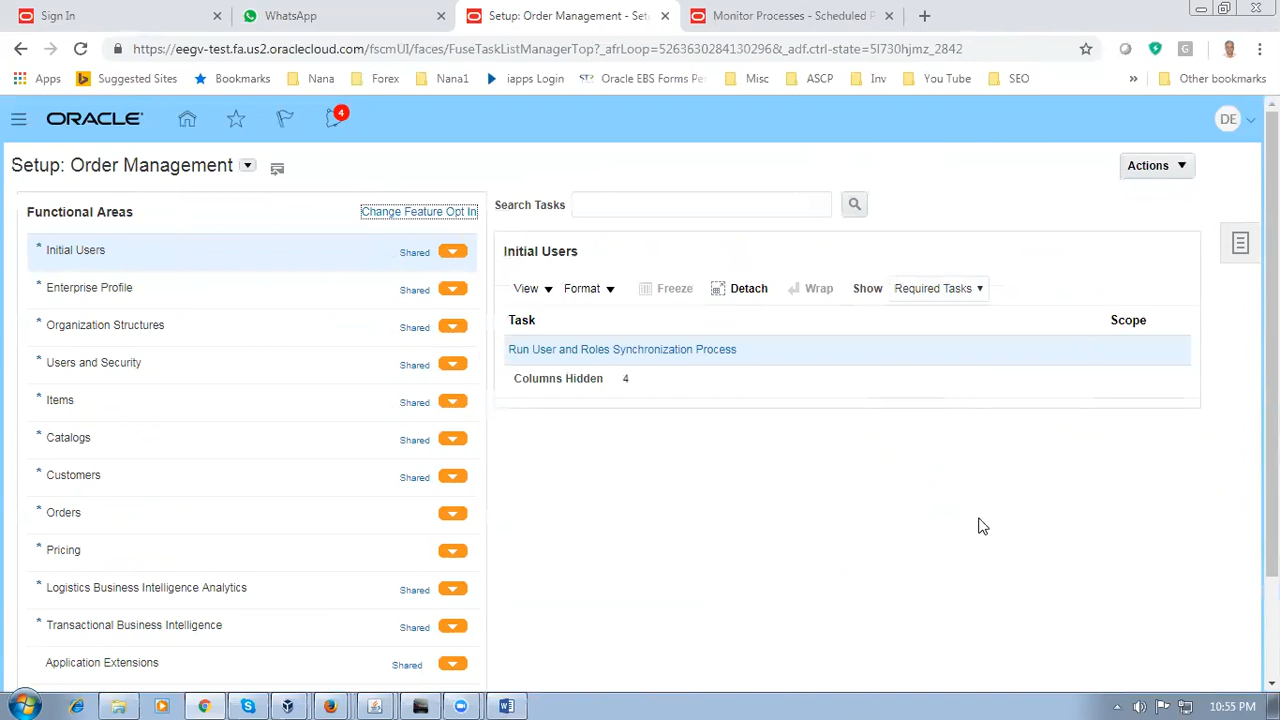 Sign In
WhatsApp
Setup: Order Management - Set
Monitor Processes - Scheduled P
https://eegv-test.fa.us2.oraclecloud.com/fscmUI/faces/FuseTaskListManagerTop?_afrLoop=5263630284130296&_adf.ctrl-state=5l730hjmz_2842
G
Apps
Suggested Sites
Bookmarks
Nana
Forex
Nana1
iapps Login
Oracle EBS Forms Pe
Misc
ASCP
Inv
You Tube
SEO
Other bookmarks
ORACLE
4
DE
Setup: Order Management
Actions
Functional Areas
Change Feature Opt In
Search Tasks
* Initial Users Shared
* Enterprise Profile Shared
* Organization Structures Shared
* Users and Security Shared
* Items Shared
* Catalogs Shared
* Customers Shared
* Orders
* Pricing
* Logistics Business Intelligence Analytics Shared
* Transactional Business Intelligence Shared
Application Extensions Shared
Initial Users
View
Format
Freeze
Detach
Wrap
Show
Required Tasks
Task
Scope
Run User and Roles Synchronization Process
Columns Hidden 4
10:55 PM